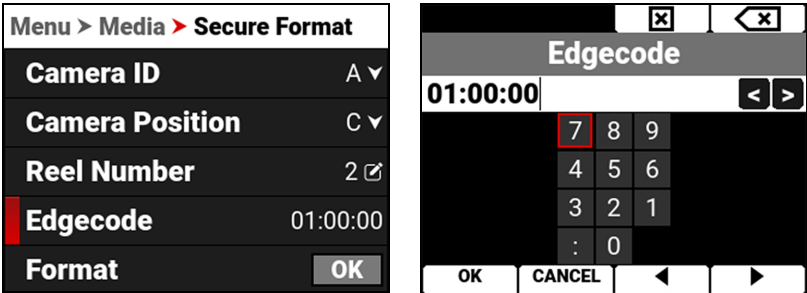 Menu > Media > Secure Format
Camera ID A
Camera Position C
Reel Number 2
Edgecode 01:00:00
Format OK
Edgecode
01:00:00 < >
7 8 9
4 5 6
3 2 1
: 0
OK CANCEL